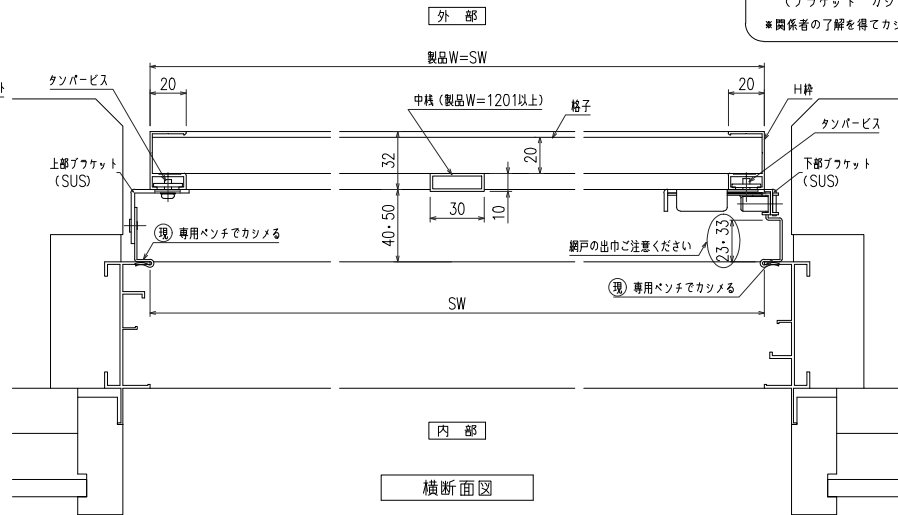 外 部
(ブラケット カシ
※関係者の了解を得てカシ
製品W=SW
ト
タンパービス
20
中桟 (製品W=1201以上)
格子
20
H枠
タンパービス
上部ブラケット
(SUS)
32
20
下部ブラケット
(SUS)
30
10
40・50
現 専用ペンチでカシメる
網戸の出巾ご注意ください
23・33
現 専用ペンチでカシメる
SW
内 部
横断面図